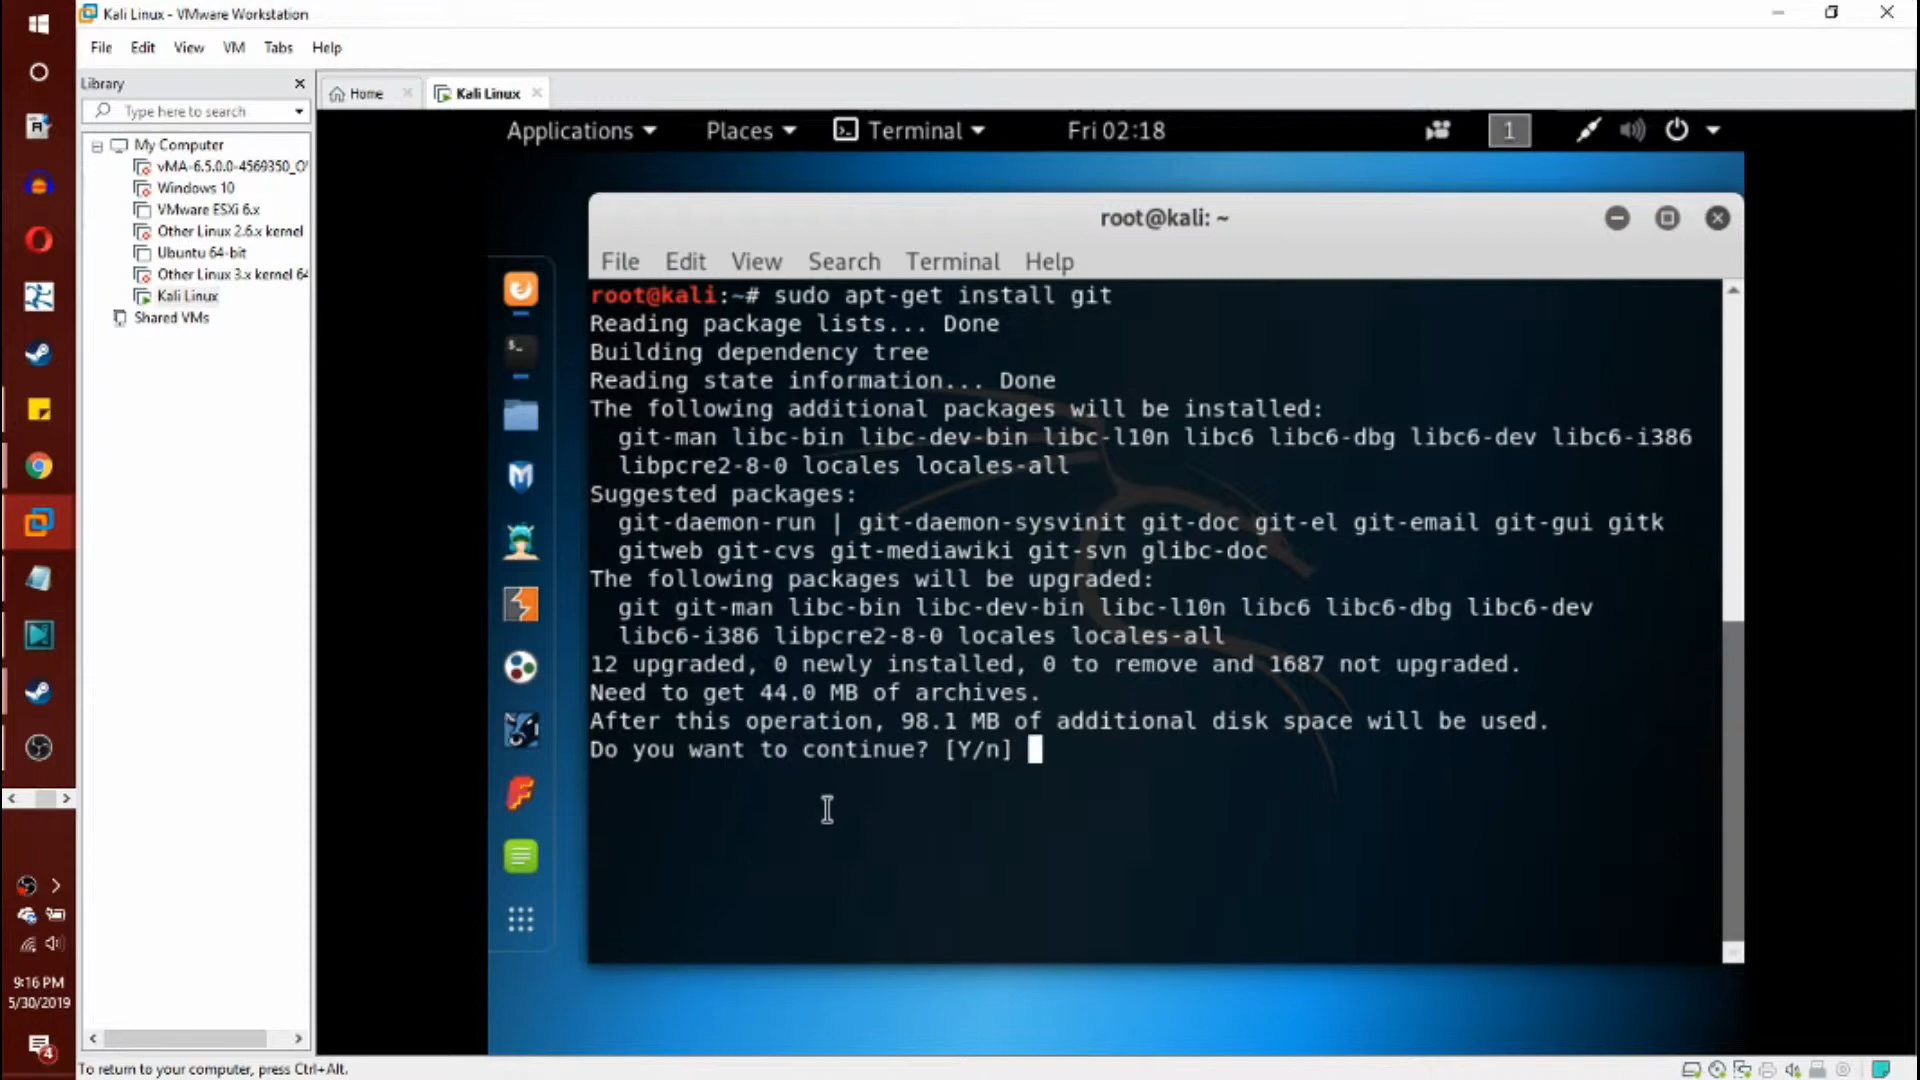 Kali Linux - VMware Workstation
File Edit View VM Tabs Help
Library
Type here to search
Home
Kali Linux
My Computer
vMA-6.5.0.0-4569350_O
Windows 10
VMware ESXi 6.x
Other Linux 2.6.x kernel
Ubuntu 64-bit
Other Linux 3.x kernel 64
Kali Linux
Shared VMs
Applications Places Terminal Fri 02:18 1
root@kali: ~
File Edit View Search Terminal Help
root@kali:~# sudo apt-get install git
Reading package lists... Done
Building dependency tree
Reading state information... Done
The following additional packages will be installed:
git-man libc-bin libc-dev-bin libc-l10n libc6 libc6-dbg libc6-dev libc6-i386
libpcre2-8-0 locales locales-all
Suggested packages:
git-daemon-run | git-daemon-sysvinit git-doc git-el git-email git-gui gitk
gitweb git-cvs git-mediawiki git-svn glibc-doc
The following packages will be upgraded:
git git-man libc-bin libc-dev-bin libc-l10n libc6 libc6-dbg libc6-dev
libc6-i386 libpcre2-8-0 locales locales-all
12 upgraded, 0 newly installed, 0 to remove and 1687 not upgraded.
Need to get 44.0 MB of archives.
After this operation, 98.1 MB of additional disk space will be used.
Do you want to continue? [Y/n]
9:16 PM
5/30/2019
4
To return to your computer, press Ctrl+Alt.